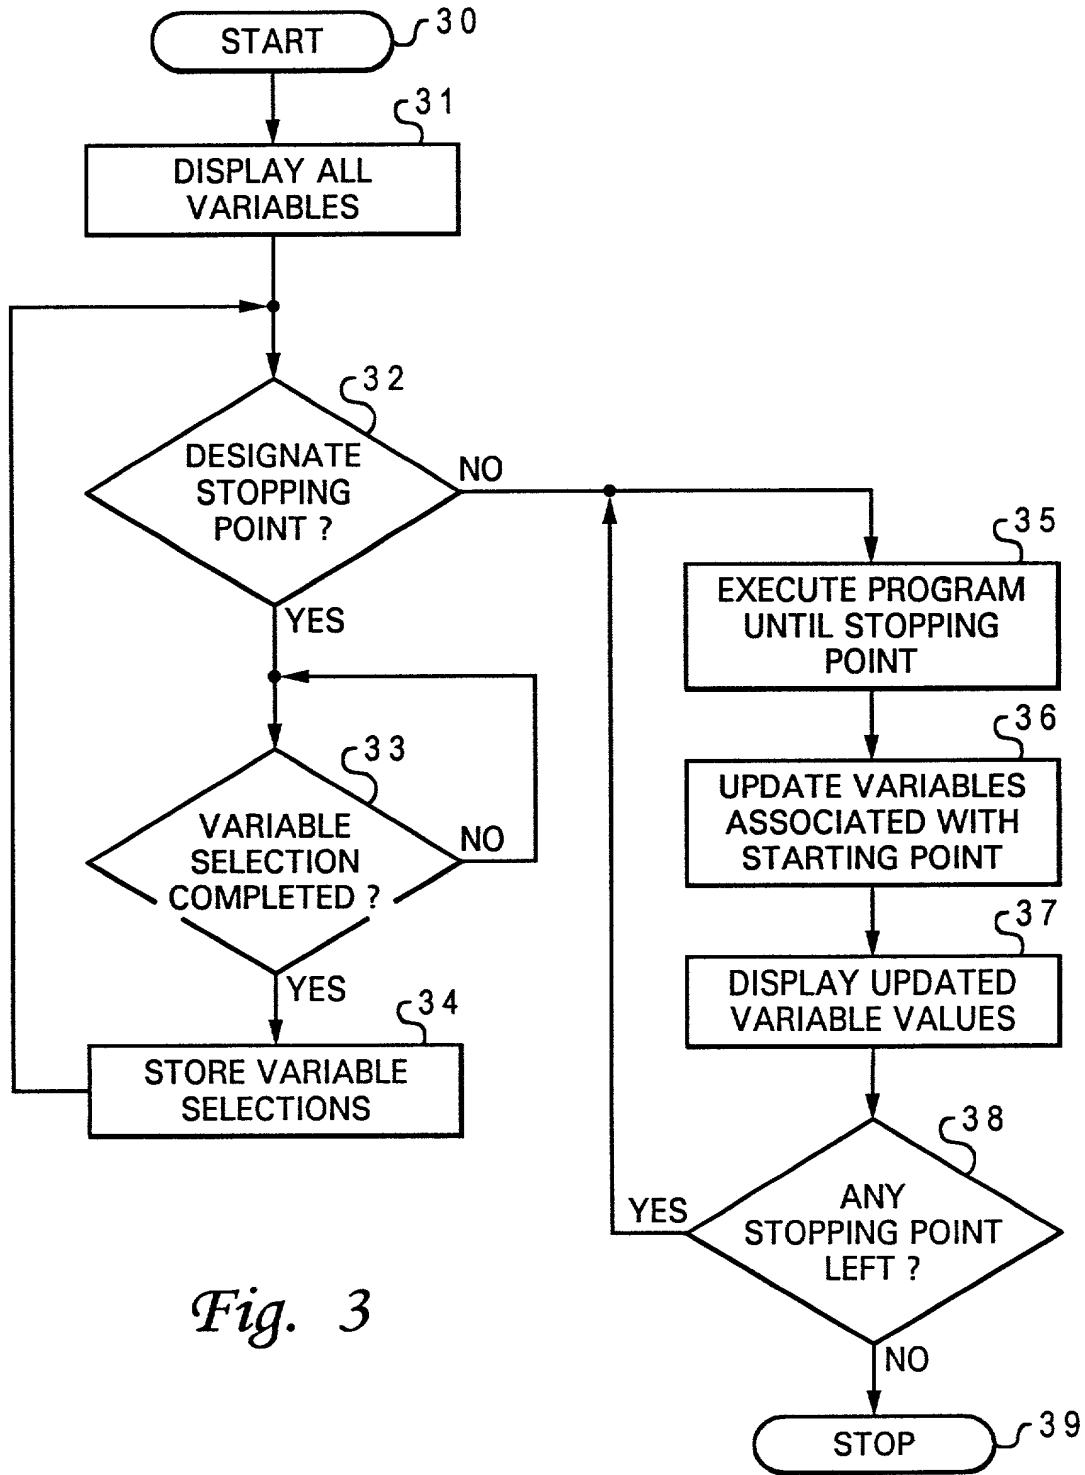 START
30
31
DISPLAY ALL
VARIABLES
32
DESIGNATE
STOPPING
POINT ?
NO
YES
33
VARIABLE
SELECTION
COMPLETED ?
NO
YES
34
STORE VARIABLE
SELECTIONS
35
EXECUTE PROGRAM
UNTIL STOPPING
POINT
36
UPDATE VARIABLES
ASSOCIATED WITH
STARTING POINT
37
DISPLAY UPDATED
VARIABLE VALUES
38
ANY
STOPPING POINT
LEFT ?
YES
NO
STOP
39
Fig. 3